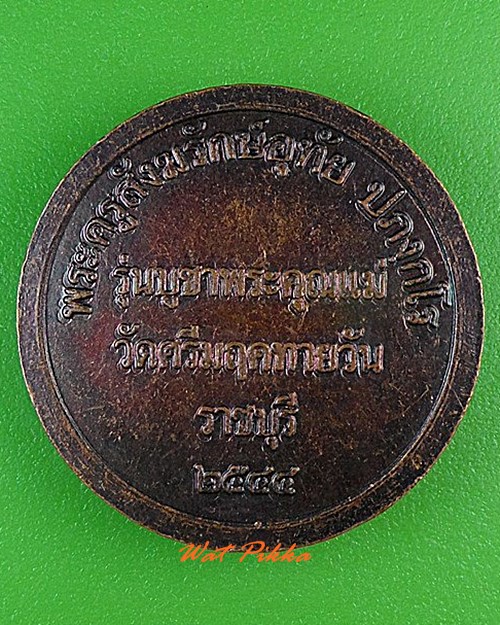 พระครูสังฆรักษ์อุทัย ปภงฺกโร
รุ่นบูชาพระคุณแม่
วัดศรีมฤคทายวัน
ราชบุรี
๒๕๔๔
Wat Pikka